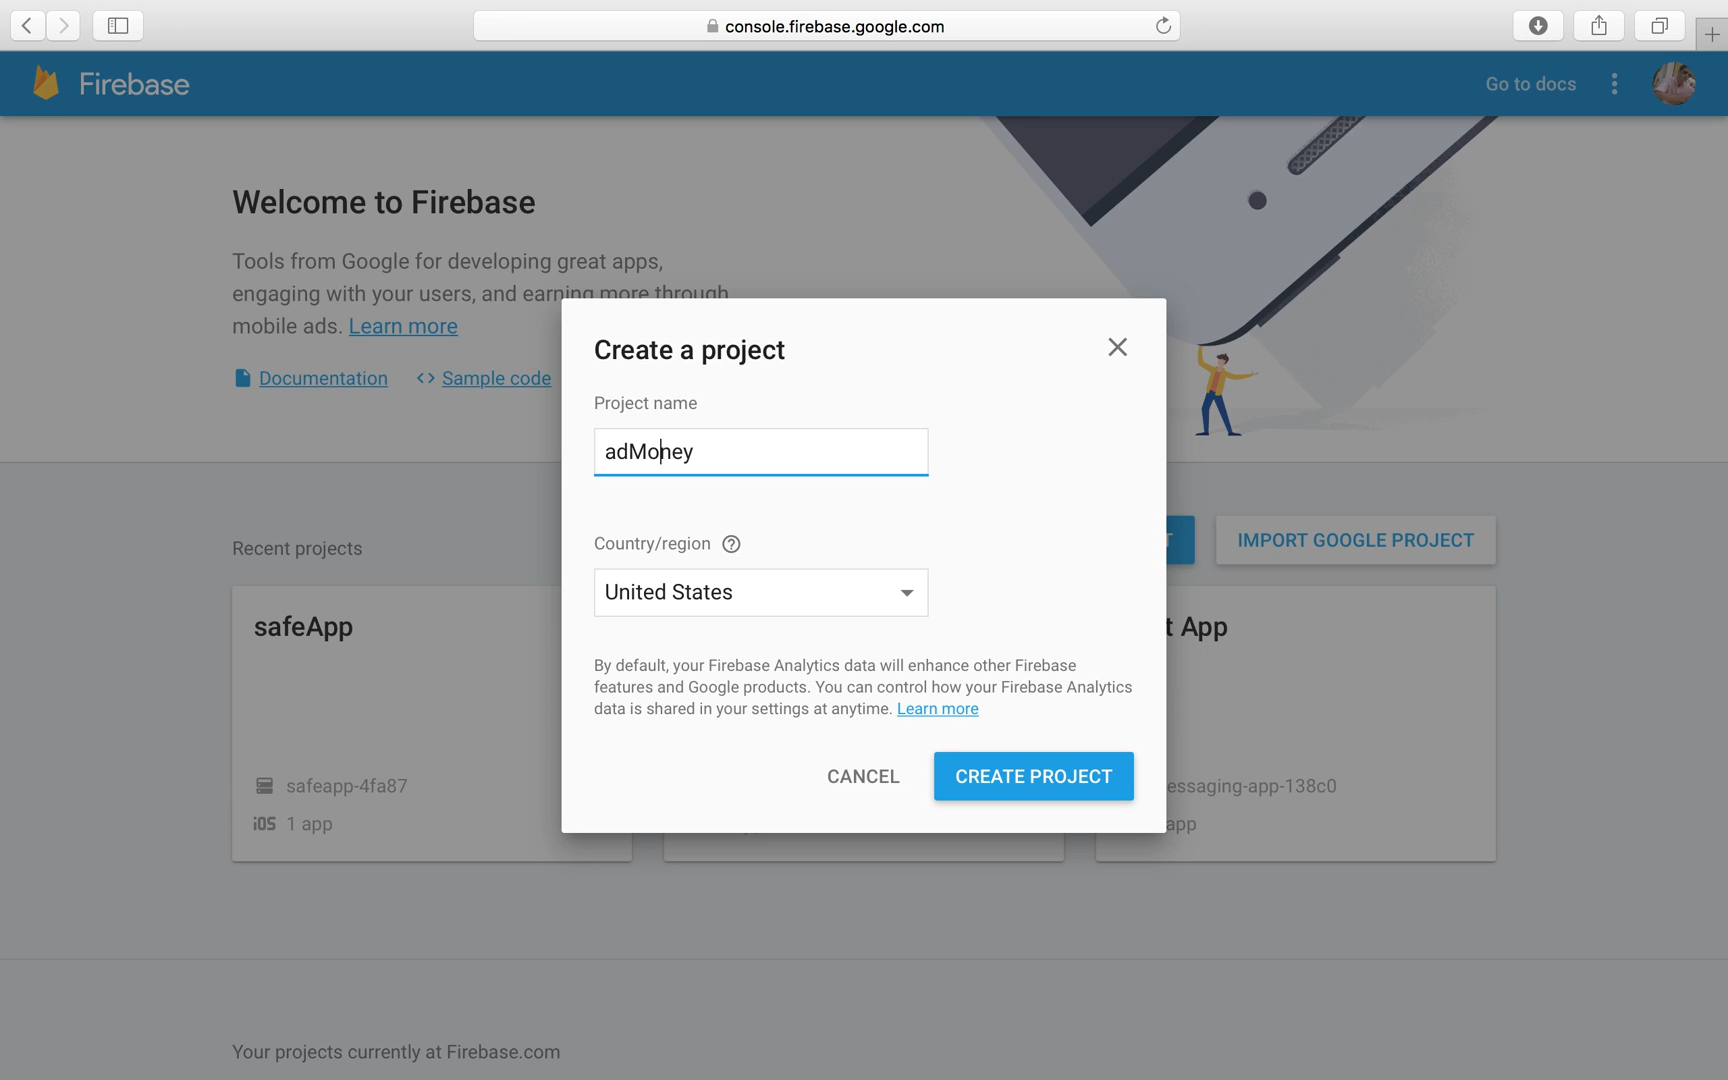 console.firebase.google.com
Firebase
Go to docs
Welcome to Firebase
Tools from Google for developing great apps,
engaging with your users, and earning more through
mobile ads. Learn more
Documentation
Sample code
Create a project
Project name
adMoney
Country/region
United States
By default, your Firebase Analytics data will enhance other Firebase
features and Google products. You can control how your Firebase Analytics
data is shared in your settings at anytime. Learn more
CANCEL
CREATE PROJECT
Recent projects
T
IMPORT GOOGLE PROJECT
safeApp
safeapp-4fa87
iOS 1 app
t App
essaging-app-138c0
app
Your projects currently at Firebase.com